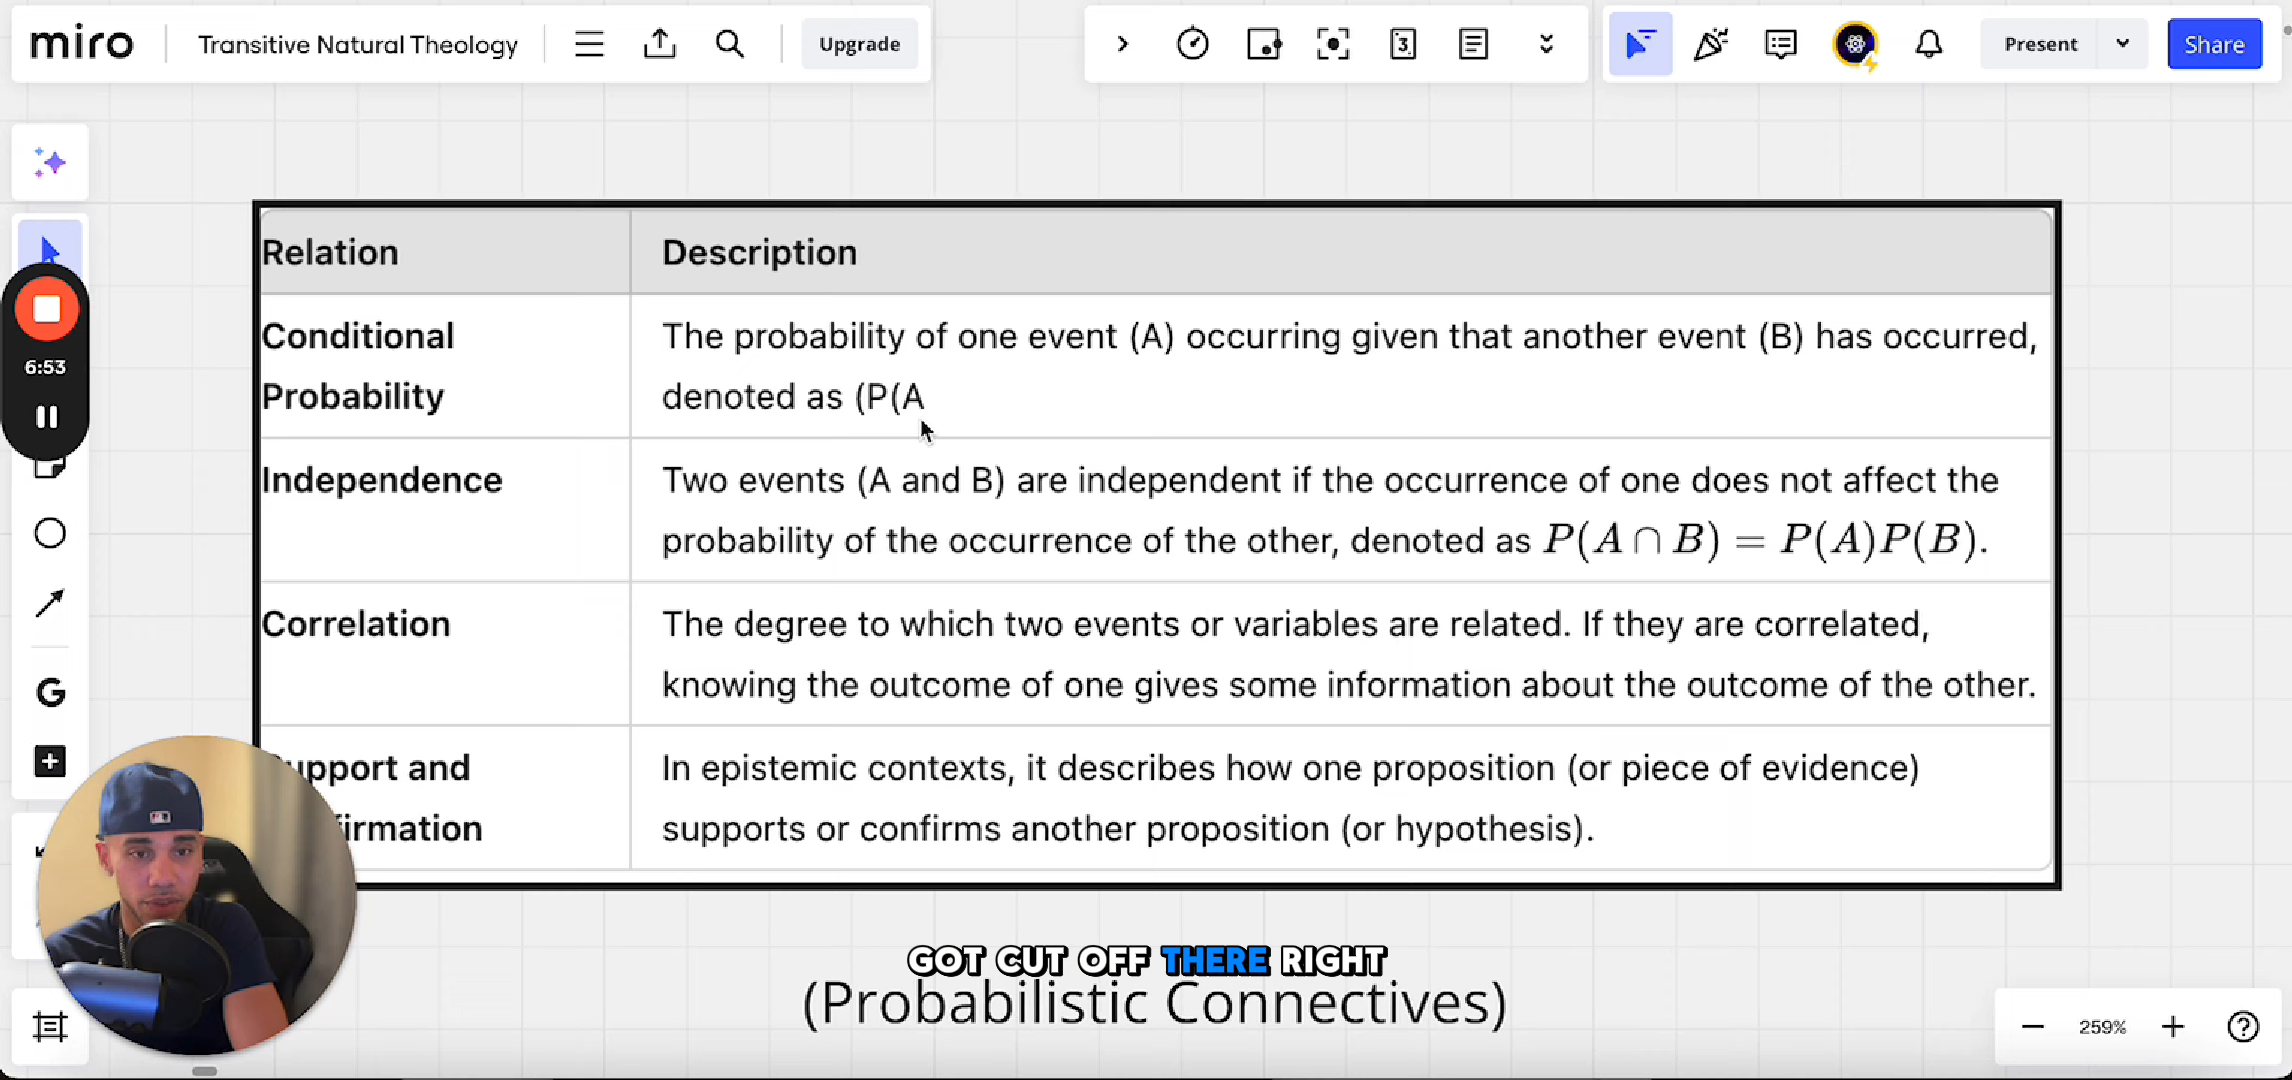 miro
Transitive Natural Theology
Upgrade
3
Present
Share
6:53
Relation Description
Conditional
Probability
The probability of one event (A) occurring given that another event (B) has occurred,
denoted as (P(A
Independence
Two events (A and B) are independent if the occurrence of one does not affect the
probability of the occurrence of the other, denoted as P(A ∩ B) = P(A)P(B).
Correlation
The degree to which two events or variables are related. If they are correlated,
knowing the outcome of one gives some information about the outcome of the other.
upport and
firmation
In epistemic contexts, it describes how one proposition (or piece of evidence)
supports or confirms another proposition (or hypothesis).
G
GOT CUT OFF THERE RIGHT
(Probabilistic Connectives)
259%